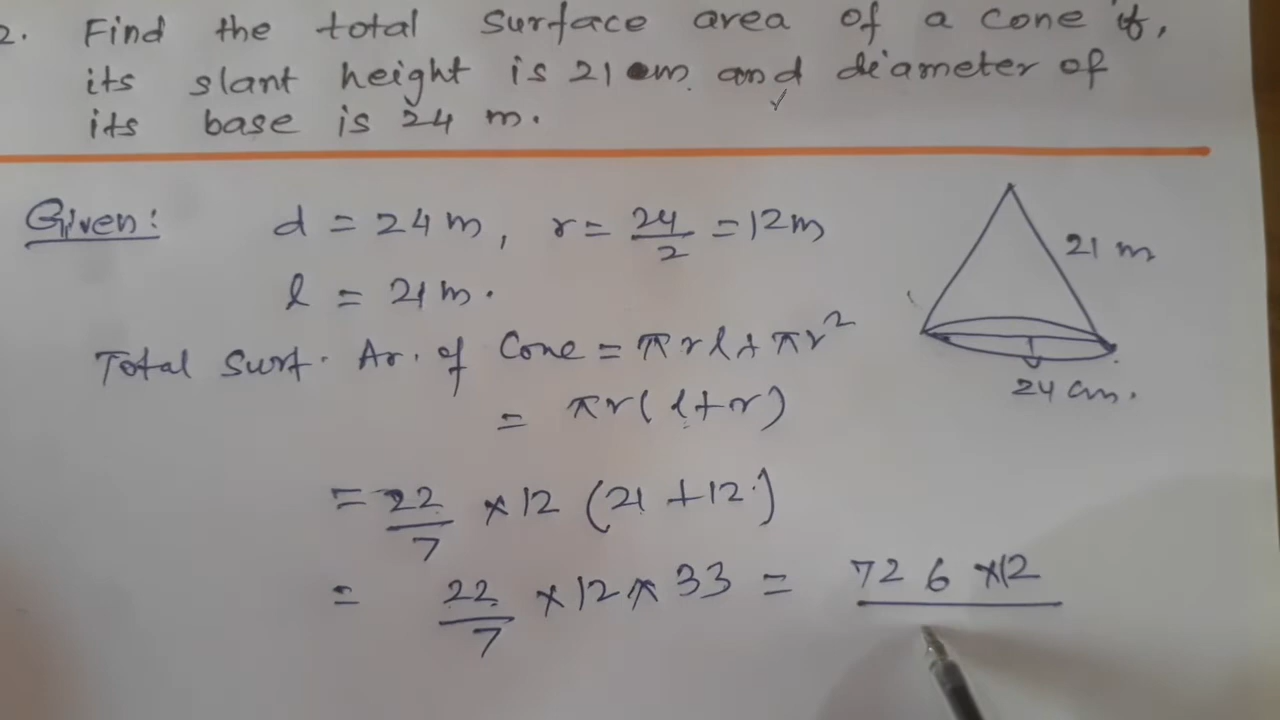 2. Find the total surface area of a cone if,
its slant height is 21 m and diameter of
its base is 24 m.
Given: d = 24 m, r = 24/2 = 12 m
l = 21 m.
21 m
Total Surf. Ar. of Cone = πrl + πr²
24 cm.
= πr(l+r)
= 22/7 × 12 (21 + 12)
= 22/7 × 12 × 33 = 726 × 12